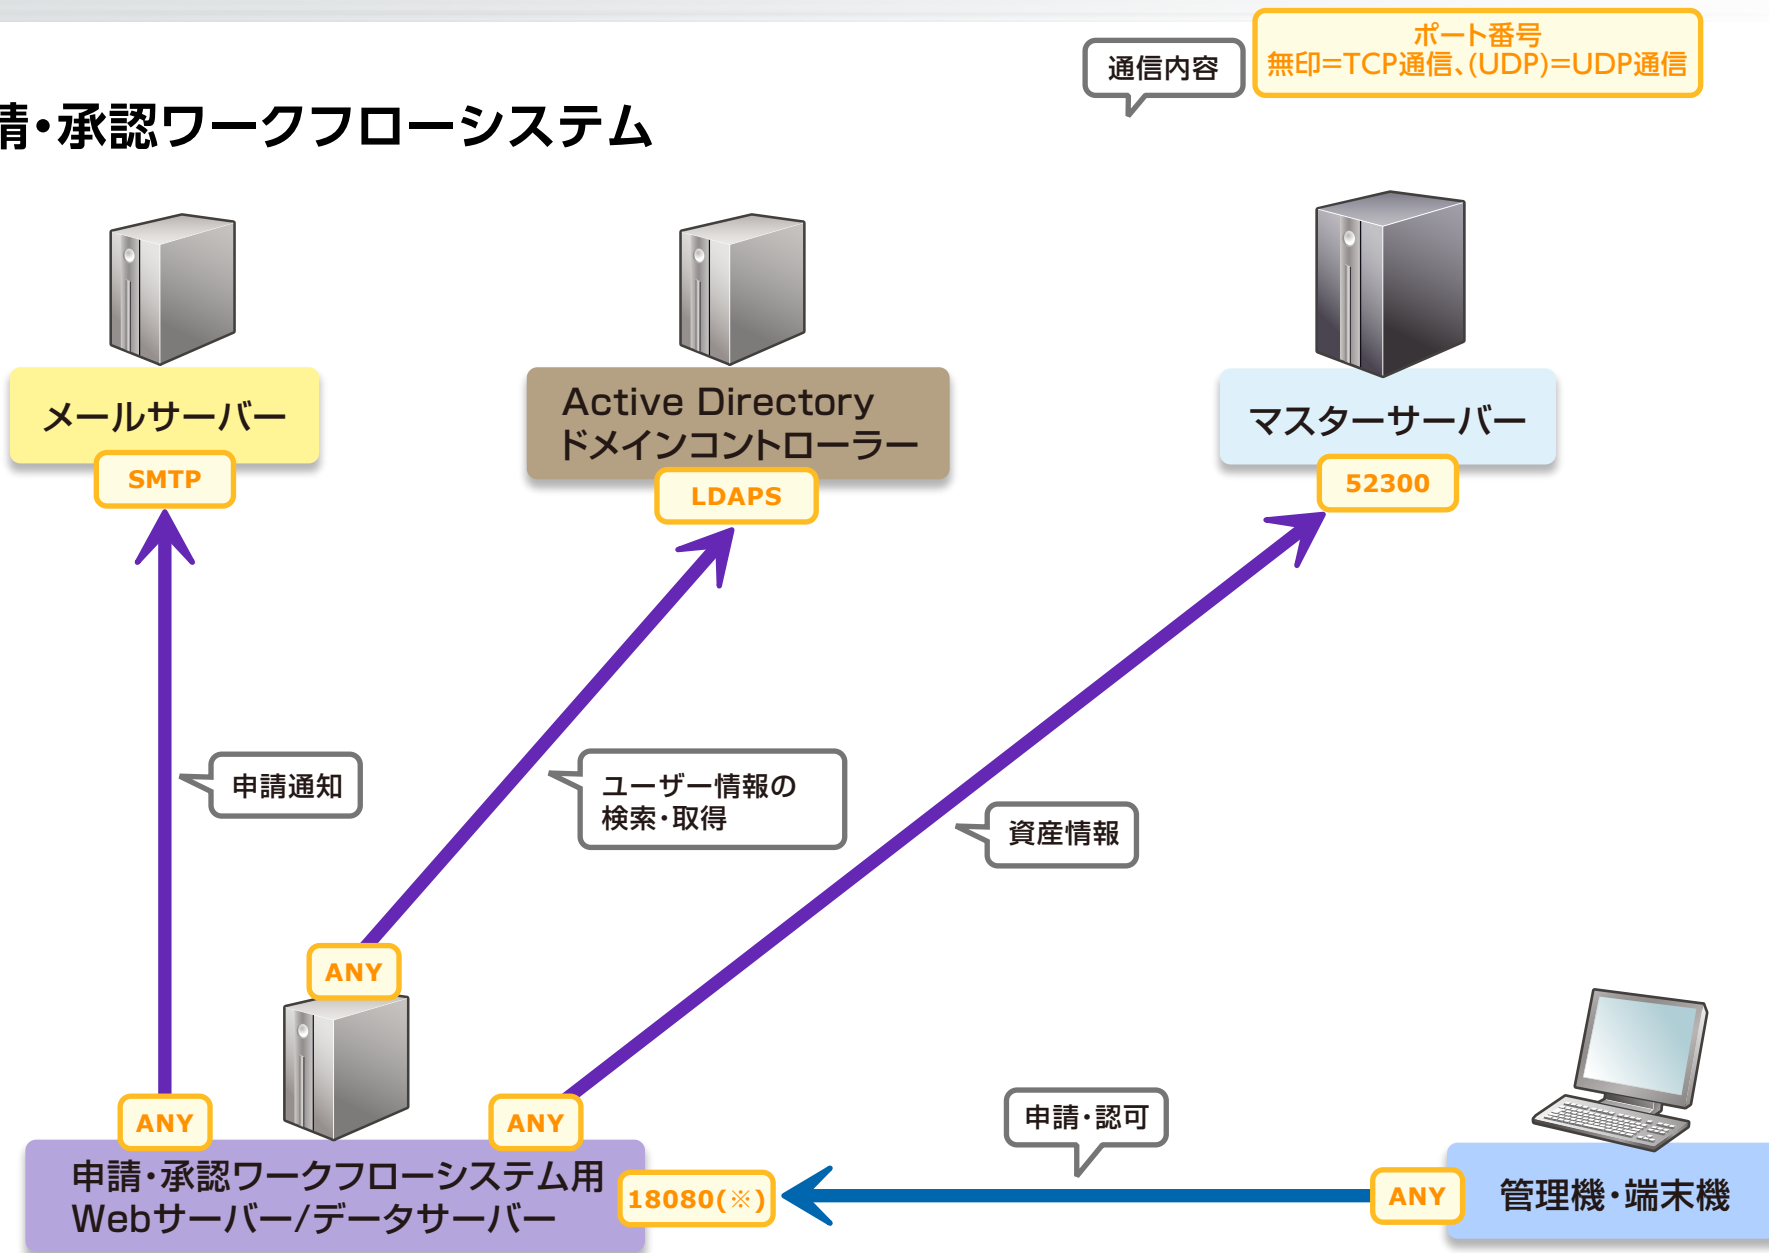 ポート番号
無印=TCP通信、(UDP)=UDP通信
通信内容
請・承認ワークフローシステム
メールサーバー
SMTP
Active Directory
ドメインコントローラー
LDAPS
マスターサーバー
52300
申請通知
ユーザー情報の
検索・取得
資産情報
ANY
ANY
ANY
申請・認可
申請・承認ワークフローシステム用
Webサーバー/データサーバー
18080(※)
ANY
管理機・端末機